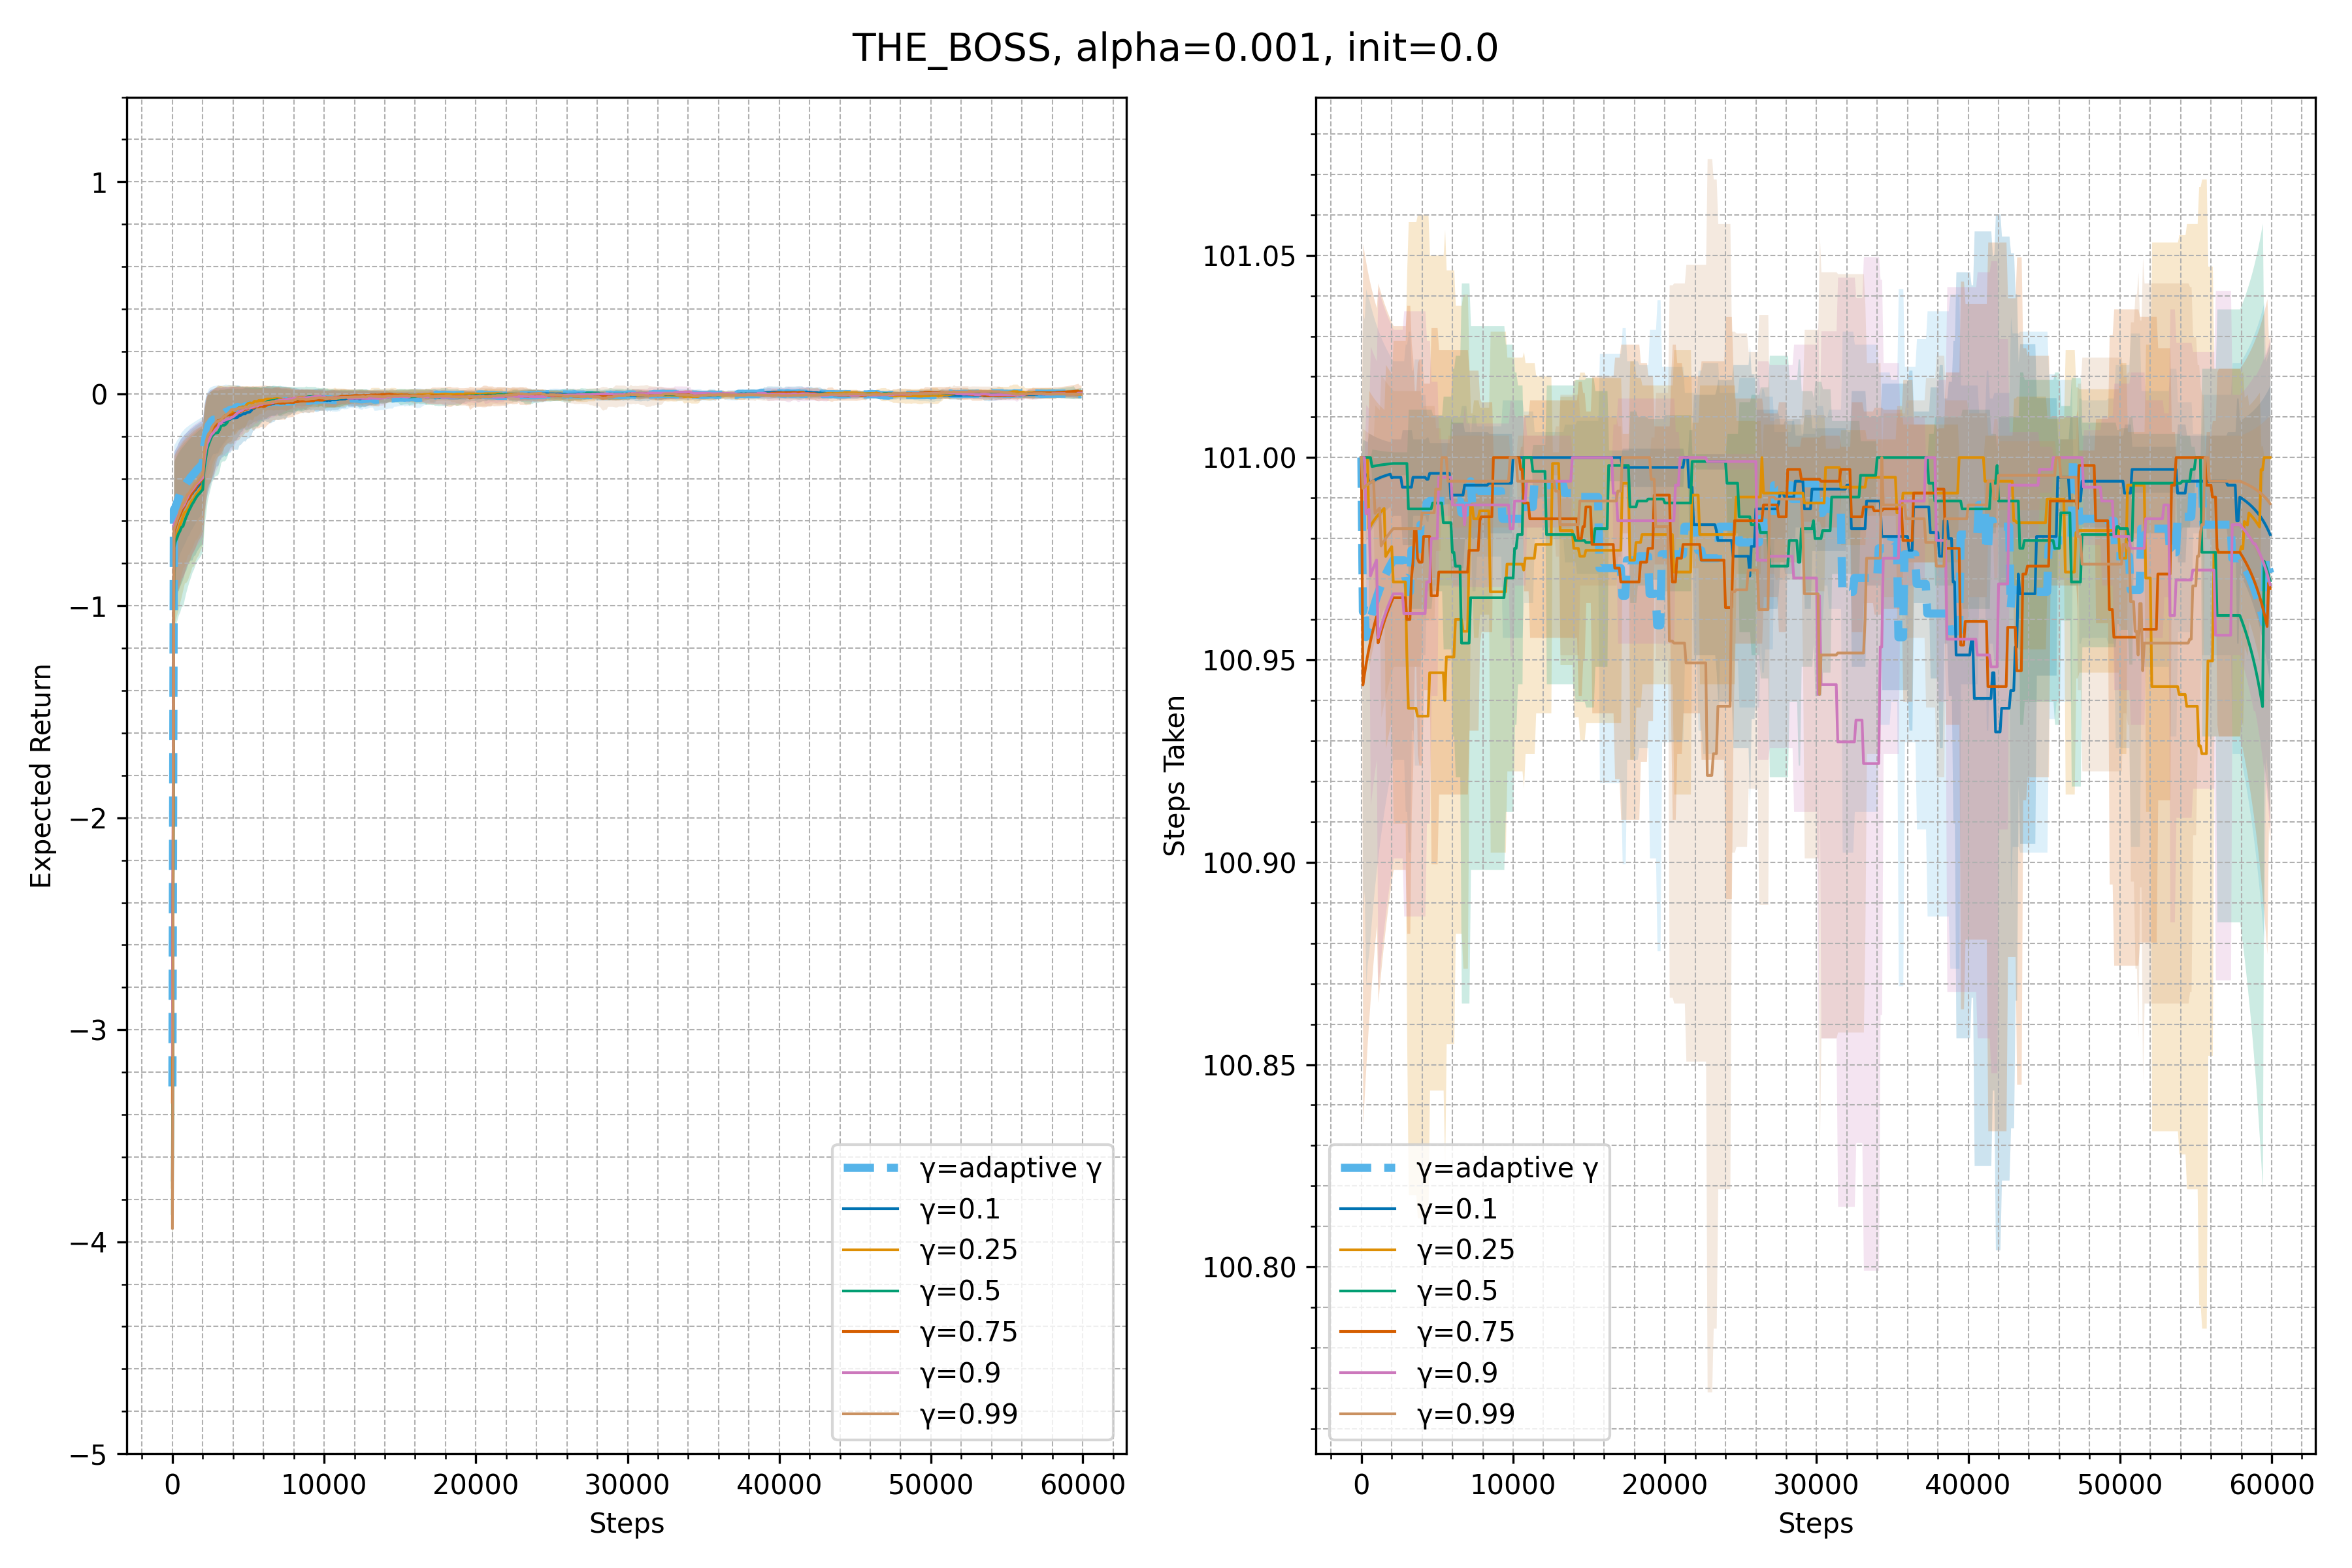 THE_BOSS, alpha=0.001, init=0.0
Expected Return
1
0
−1
−2
−3
−4
−5
0
10000
20000
30000
40000
50000
60000
Steps
γ=adaptive γ
γ=0.1
γ=0.25
γ=0.5
γ=0.75
γ=0.9
γ=0.99
Steps Taken
101.05
101.00
100.95
100.90
100.85
100.80
0
10000
20000
30000
40000
50000
60000
Steps
γ=adaptive γ
γ=0.1
γ=0.25
γ=0.5
γ=0.75
γ=0.9
γ=0.99